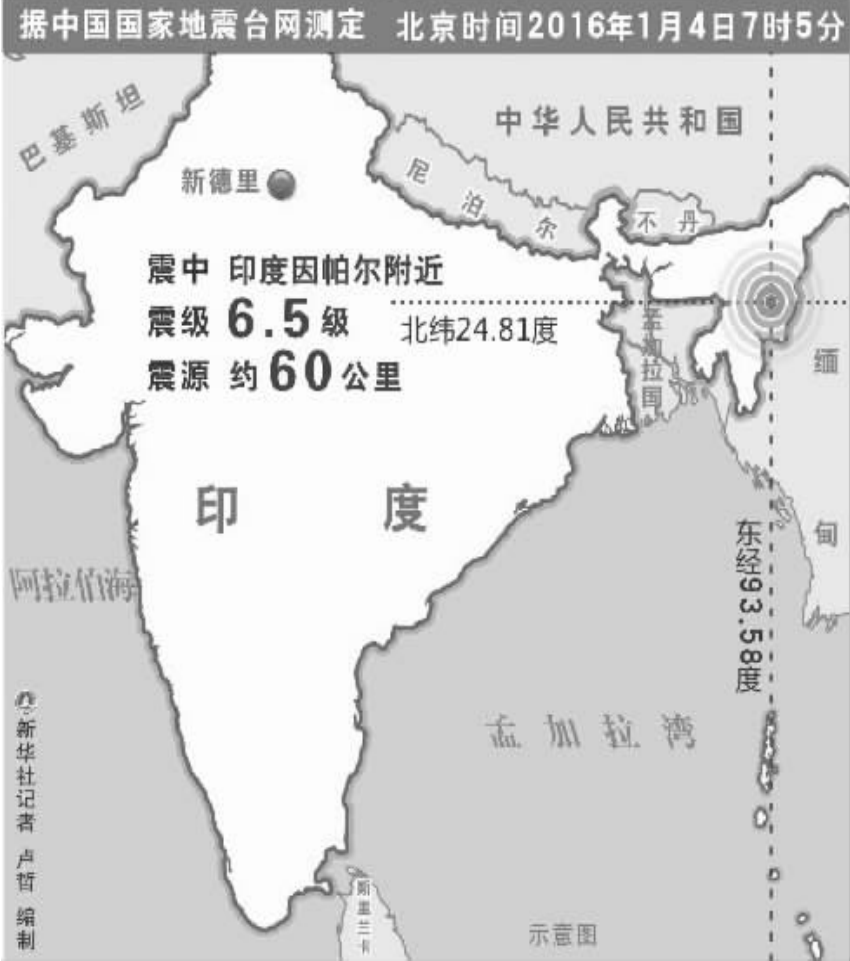 据中国国家地震台网测定 北京时间2016年1月4日7时5分
巴基斯坦
中华人民共和国
新德里
尼泊尔
不丹
震中 印度因帕尔附近
震级 6.5级
北纬24.81度
震源 约60公里
孟加拉国
缅甸
印度
东经93.58度
阿拉伯海
孟加拉湾
新华社记者 卢哲 编制
斯里兰卡
示意图